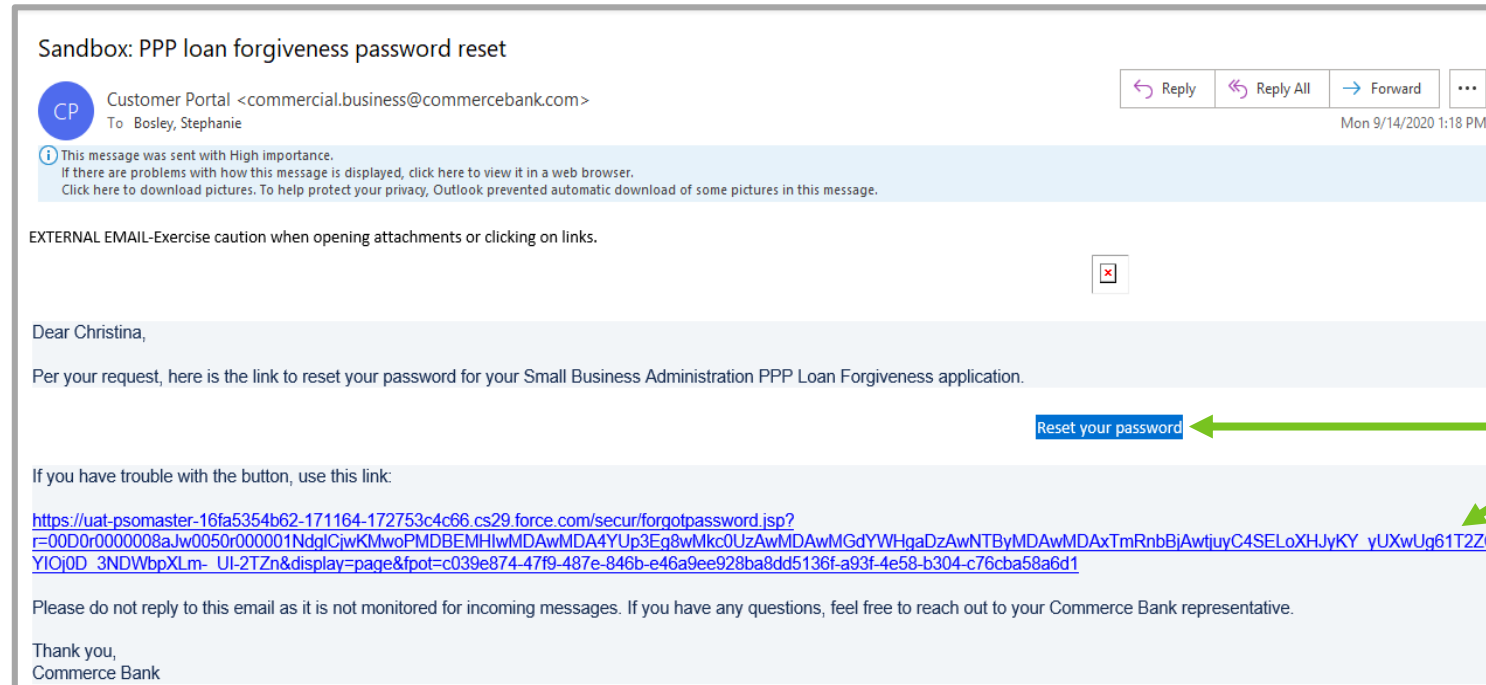 Sandbox: PPP loan forgiveness password reset
CP
Customer Portal <commercial.business@commercebank.com>
To Bosley, Stephanie
Reply
Reply All
Forward
...
Mon 9/14/2020 1:18 PM
This message was sent with High importance.
If there are problems with how this message is displayed, click here to view it in a web browser.
Click here to download pictures. To help protect your privacy, Outlook prevented automatic download of some pictures in this message.
EXTERNAL EMAIL-Exercise caution when opening attachments or clicking on links.
Dear Christina,
Per your request, here is the link to reset your password for your Small Business Administration PPP Loan Forgiveness application.
Reset your password
If you have trouble with the button, use this link:
https://uat-psomaster-16fa5354b62-171164-172753c4c66.cs29.force.com/secur/forgotpassword.jsp?
r=00D0r0000008aJw0050r000001NdglCjwKMwoPMDBEMHIwMDAwMDA4YUp3Eg8wMkc0UzAwMDAwMGdYWHgaDzAwNTByMDAwMDAxTmRnbBjAwtjuyC4SELoXHJyKY_yUXwUg61T2Z
YIOj0D_3NDWbpXLm-_UI-2TZn&display=page&fpot=c039e874-47f9-487e-846b-e46a9ee928ba8dd5136f-a93f-4e58-b304-c76cba58a6d1
Please do not reply to this email as it is not monitored for incoming messages. If you have any questions, feel free to reach out to your Commerce Bank representative.
Thank you,
Commerce Bank